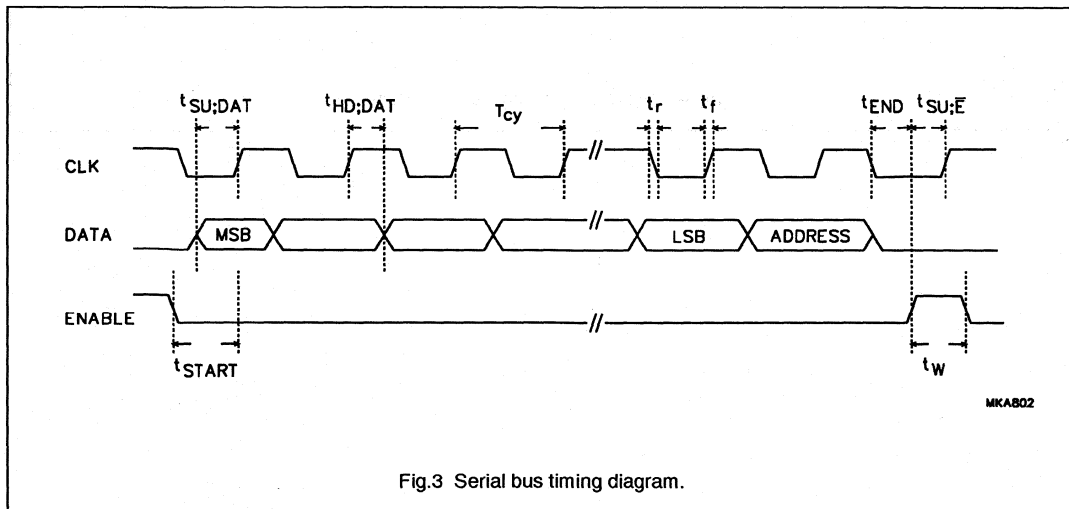 tSU;DAT tHD;DAT Tcy tr tf tEND tSU;E̅
CLK
DATA MSB LSB ADDRESS
ENABLE
tSTART tW
MKA802
Fig.3 Serial bus timing diagram.